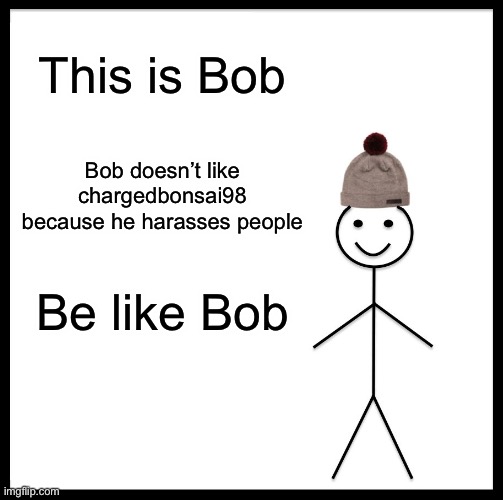 This is Bob
Bob doesn’t like
chargedbonsai98
because he harasses people
Be like Bob
imgflip.com